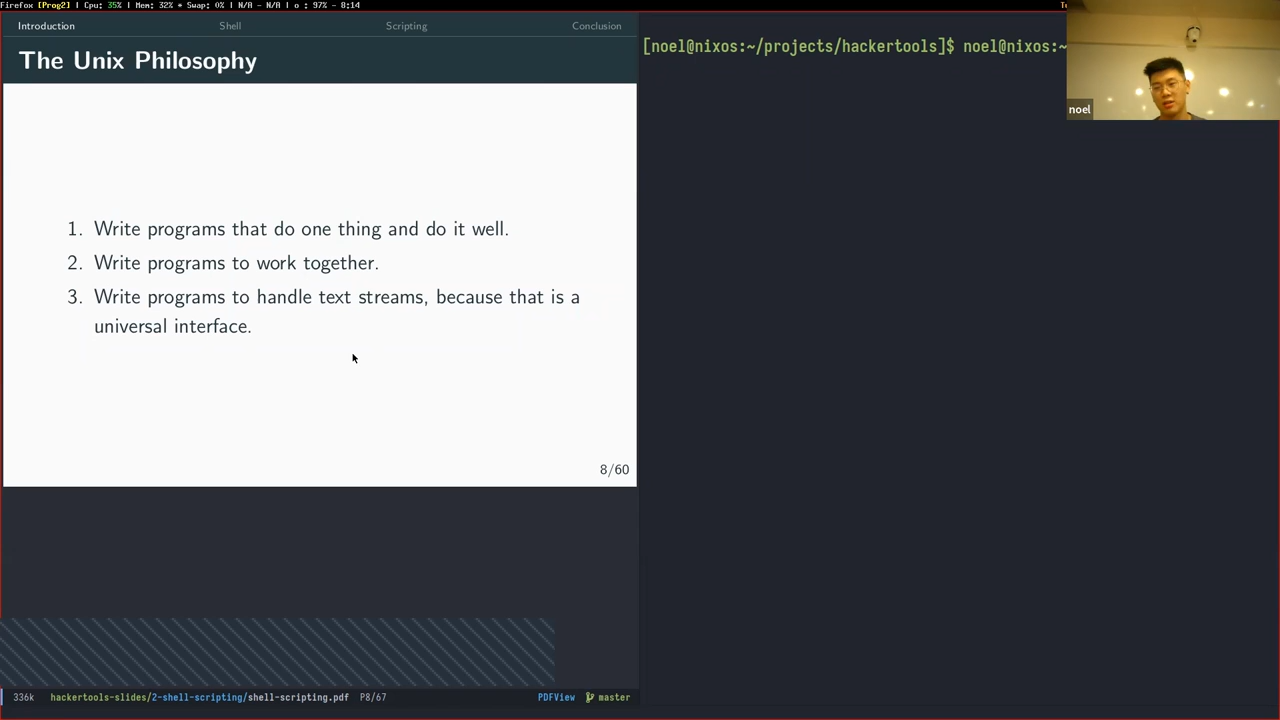 Firefox [Prog2] | Cpu: 35% | Mem: 32% * Swap: 0% | N/A - N/A | o : 97% - 8:14
Introduction Shell Scripting Conclusion
The Unix Philosophy
1. Write programs that do one thing and do it well.
2. Write programs to work together.
3. Write programs to handle text streams, because that is a
universal interface.
8/60
336k hackertools-slides/2-shell-scripting/shell-scripting.pdf P8/67 PDFView master
[noel@nixos:~/projects/hackertools]$ noel@nixos:~
noel